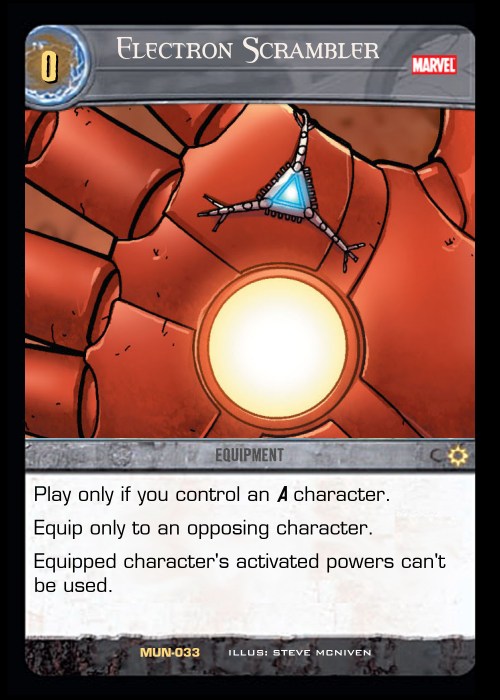 0
ELECTRON SCRAMBLER
MARVEL
EQUIPMENT
C
Play only if you control an A character.
Equip only to an opposing character.
Equipped character's activated powers can't
be used.
MUN-033 ILLUS: STEVE MCNIVEN